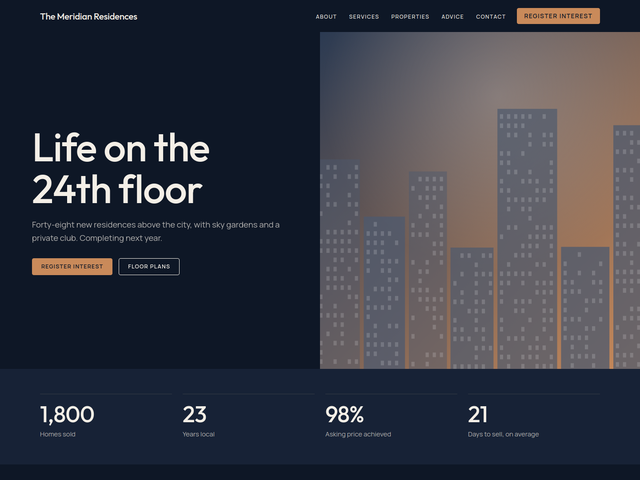 The Meridian Residences
ABOUT SERVICES PROPERTIES ADVICE CONTACT REGISTER INTEREST
Life on the
24th floor
Forty-eight new residences above the city, with sky gardens and a
private club. Completing next year.
REGISTER INTEREST FLOOR PLANS
1,800 23 98% 21
Homes sold Years local Asking price achieved Days to sell, on average